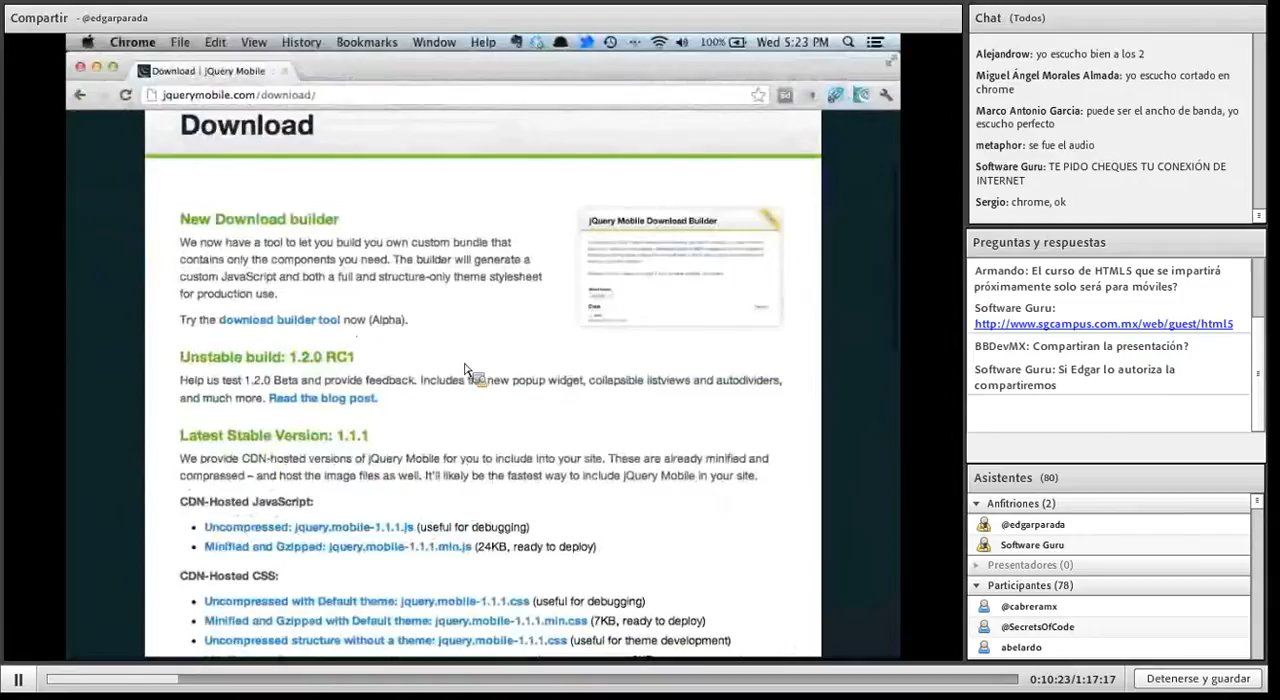 Compartir - @edgarparada
Chrome File Edit View History Bookmarks Window Help 100% Wed 5:23 PM
Download | jQuery Mobile
jquerymobile.com/download/
Download
New Download builder
We now have a tool to let you build you own custom bundle that
contains only the components you need. The builder will generate a
custom JavaScript and both a full and structure-only theme stylesheet
for production use.
Try the download builder tool now (Alpha).
jQuery Mobile Download Builder
Unstable build: 1.2.0 RC1
Help us test 1.2.0 Beta and provide feedback. Includes the new popup widget, collapsible listviews and autodividers,
and much more. Read the blog post.
Latest Stable Version: 1.1.1
We provide CDN-hosted versions of jQuery Mobile for you to include into your site. These are already minified and
compressed – and host the image files as well. It'll likely be the fastest way to include jQuery Mobile in your site.
CDN-Hosted JavaScript:
• Uncompressed: jquery.mobile-1.1.1.js (useful for debugging)
• Minified and Gzipped: jquery.mobile-1.1.1.min.js (24KB, ready to deploy)
CDN-Hosted CSS:
• Uncompressed with Default theme: jquery.mobile-1.1.1.css (useful for debugging)
• Minified and Gzipped with Default theme: jquery.mobile-1.1.1.min.css (7KB, ready to deploy)
• Uncompressed structure without a theme: jquery.mobile-1.1.1.css (useful for theme development)
Chat (Todos)
Alejandrow: yo escucho bien a los 2
Miguel Ángel Morales Almada: yo escucho cortado en
chrome
Marco Antonio Garcia: puede ser el ancho de banda, yo
escucho perfecto
metaphor: se fue el audio
Software Guru: TE PIDO CHEQUES TU CONEXIÓN DE
INTERNET
Sergio: chrome, ok
Preguntas y respuestas
Armando: El curso de HTML5 que se impartirá
próximamente solo será para móviles?
Software Guru:
http://www.sgcampus.com.mx/web/guest/html5
BBDevMX: Compartiran la presentación?
Software Guru: Si Edgar lo autoriza la
compartiremos
Asistentes (80)
Anfitriones (2)
@edgarparada
Software Guru
Presentadores (0)
Participantes (78)
@cabreramx
@SecretsOfCode
abelardo
0:10:23/1:17:17
Detenerse y guardar